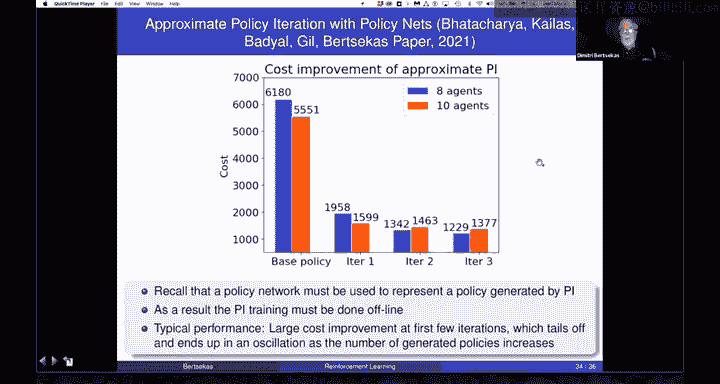 QuickTime Player File Edit View Window Help
Approximate Policy Iteration with Policy Nets (Bhatacharya, Kailas,
Badyal, Gil, Bertsekas Paper, 2021)
Dimitri Bertsekas
Cost improvement of approximate PI
7000
6000
5000
4000
3000
2000
1000
Cost
8 agents
10 agents
6180
5551
1958
1599
1342
1463
1229
1377
Base policy Iter 1 Iter 2 Iter 3
Recall that a policy network must be used to represent a policy generated by PI
As a result the PI training must be done off-line
Typical performance: Large cost improvement at first few iterations, which tails off
and ends up in an oscillation as the number of generated policies increases
Bertsekas Reinforcement Learning 24 / 36